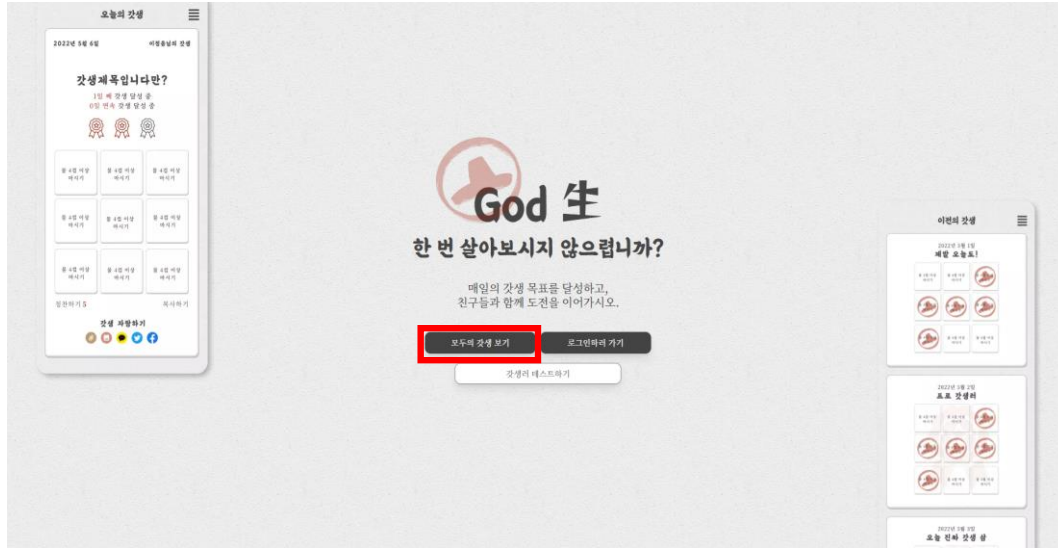 오늘의 갓생
2022년 5월 6일
갓생제목입니다만?
1일 째 갓생 달성 중
0일 연속 갓생 달성 중
물 4컵 이상 마시기
물 4컵 이상 마시기
물 4컵 이상 마시기
물 4컵 이상 마시기
물 4컵 이상 마시기
물 4컵 이상 마시기
물 4컵 이상 마시기
물 4컵 이상 마시기
물 4컵 이상 마시기
칭찬하기 5
복사하기
갓생 자랑하기
God 生
한 번 살아보시지 않으렵니까?
매일의 갓생 목표를 달성하고,
친구들과 함께 도전을 이어가시오.
모두의 갓생 보기
로그인하러 가기
갓생러 테스트하기
이전의 갓생
2022년 5월 1일
제발 오늘도!
2022년 5월 2일
프로 갓생러
2022년 5월 3일
오늘 진짜 갓생 삶